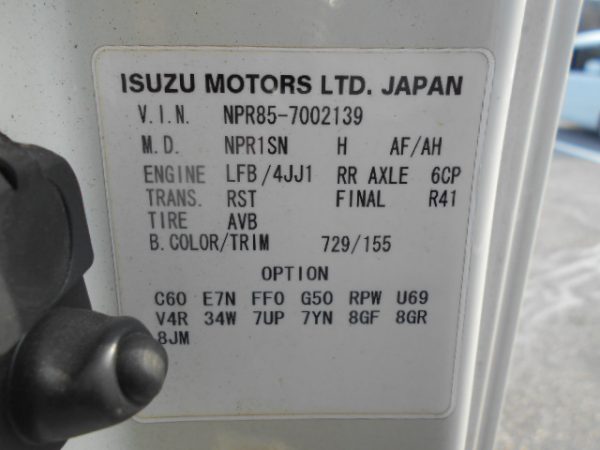 ISUZU MOTORS LTD. JAPAN
V.I.N. NPR85-7002139
M.D. NPR1SN H AF/AH
ENGINE LFB/4JJ1 RR AXLE 6CP
TRANS. RST FINAL R41
TIRE AVB
B.COLOR/TRIM 729/155
OPTION
C60 E7N FF0 G50 RPW U69
V4R 34W 7UP 7YN 8GF 8GR
8JM